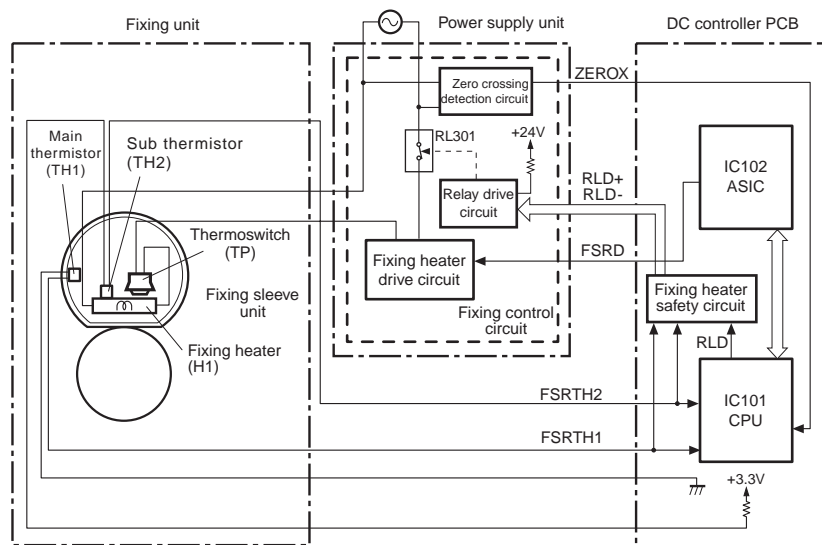 Fixing unit
Power supply unit
DC controller PCB
Zero crossing
detection circuit
ZEROX
RL301
+24V
Main
thermistor
(TH1)
Sub thermistor
(TH2)
IC102
ASIC
RLD+
RLD-
Relay drive
circuit
Thermoswitch
(TP)
Fixing heater
drive circuit
FSRD
Fixing sleeve
unit
Fixing control
circuit
Fixing heater
safety circuit
Fixing heater
(H1)
RLD
IC101
CPU
FSRTH2
FSRTH1
+3.3V